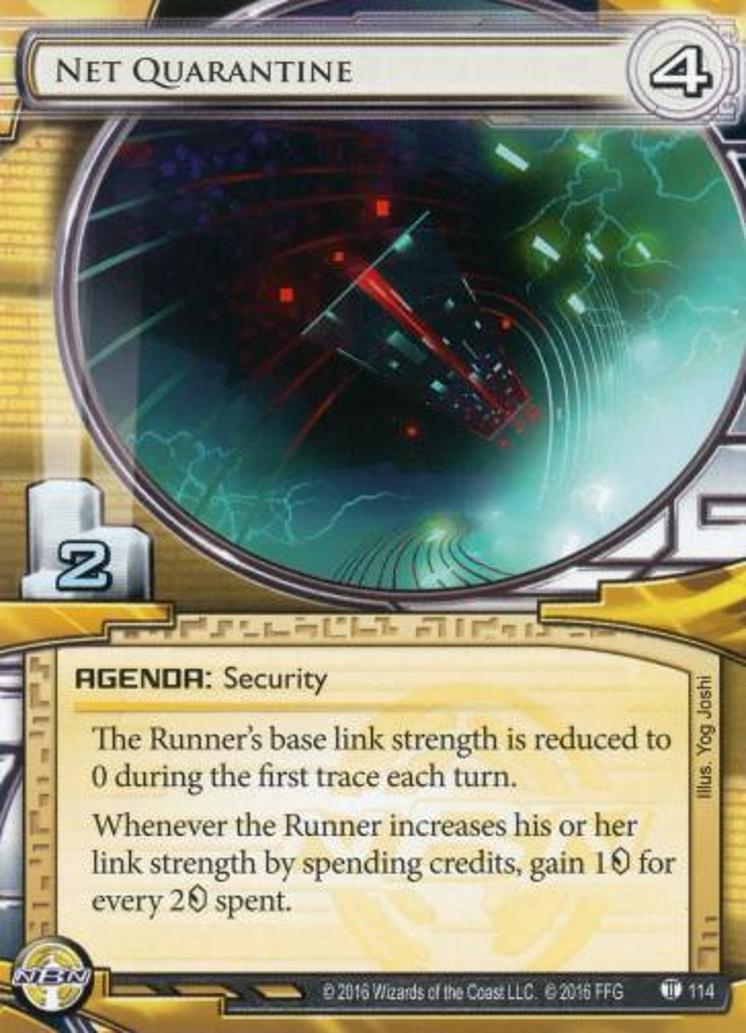 NET QUARANTINE
4
2
AGENDA: Security
The Runner's base link strength is reduced to
0 during the first trace each turn.
Whenever the Runner increases his or her
link strength by spending credits, gain 1 for
every 2 spent.
Illus. Yog Joshi
NBN
© 2016 Wizards of the Coast LLC. © 2016 FFG
114